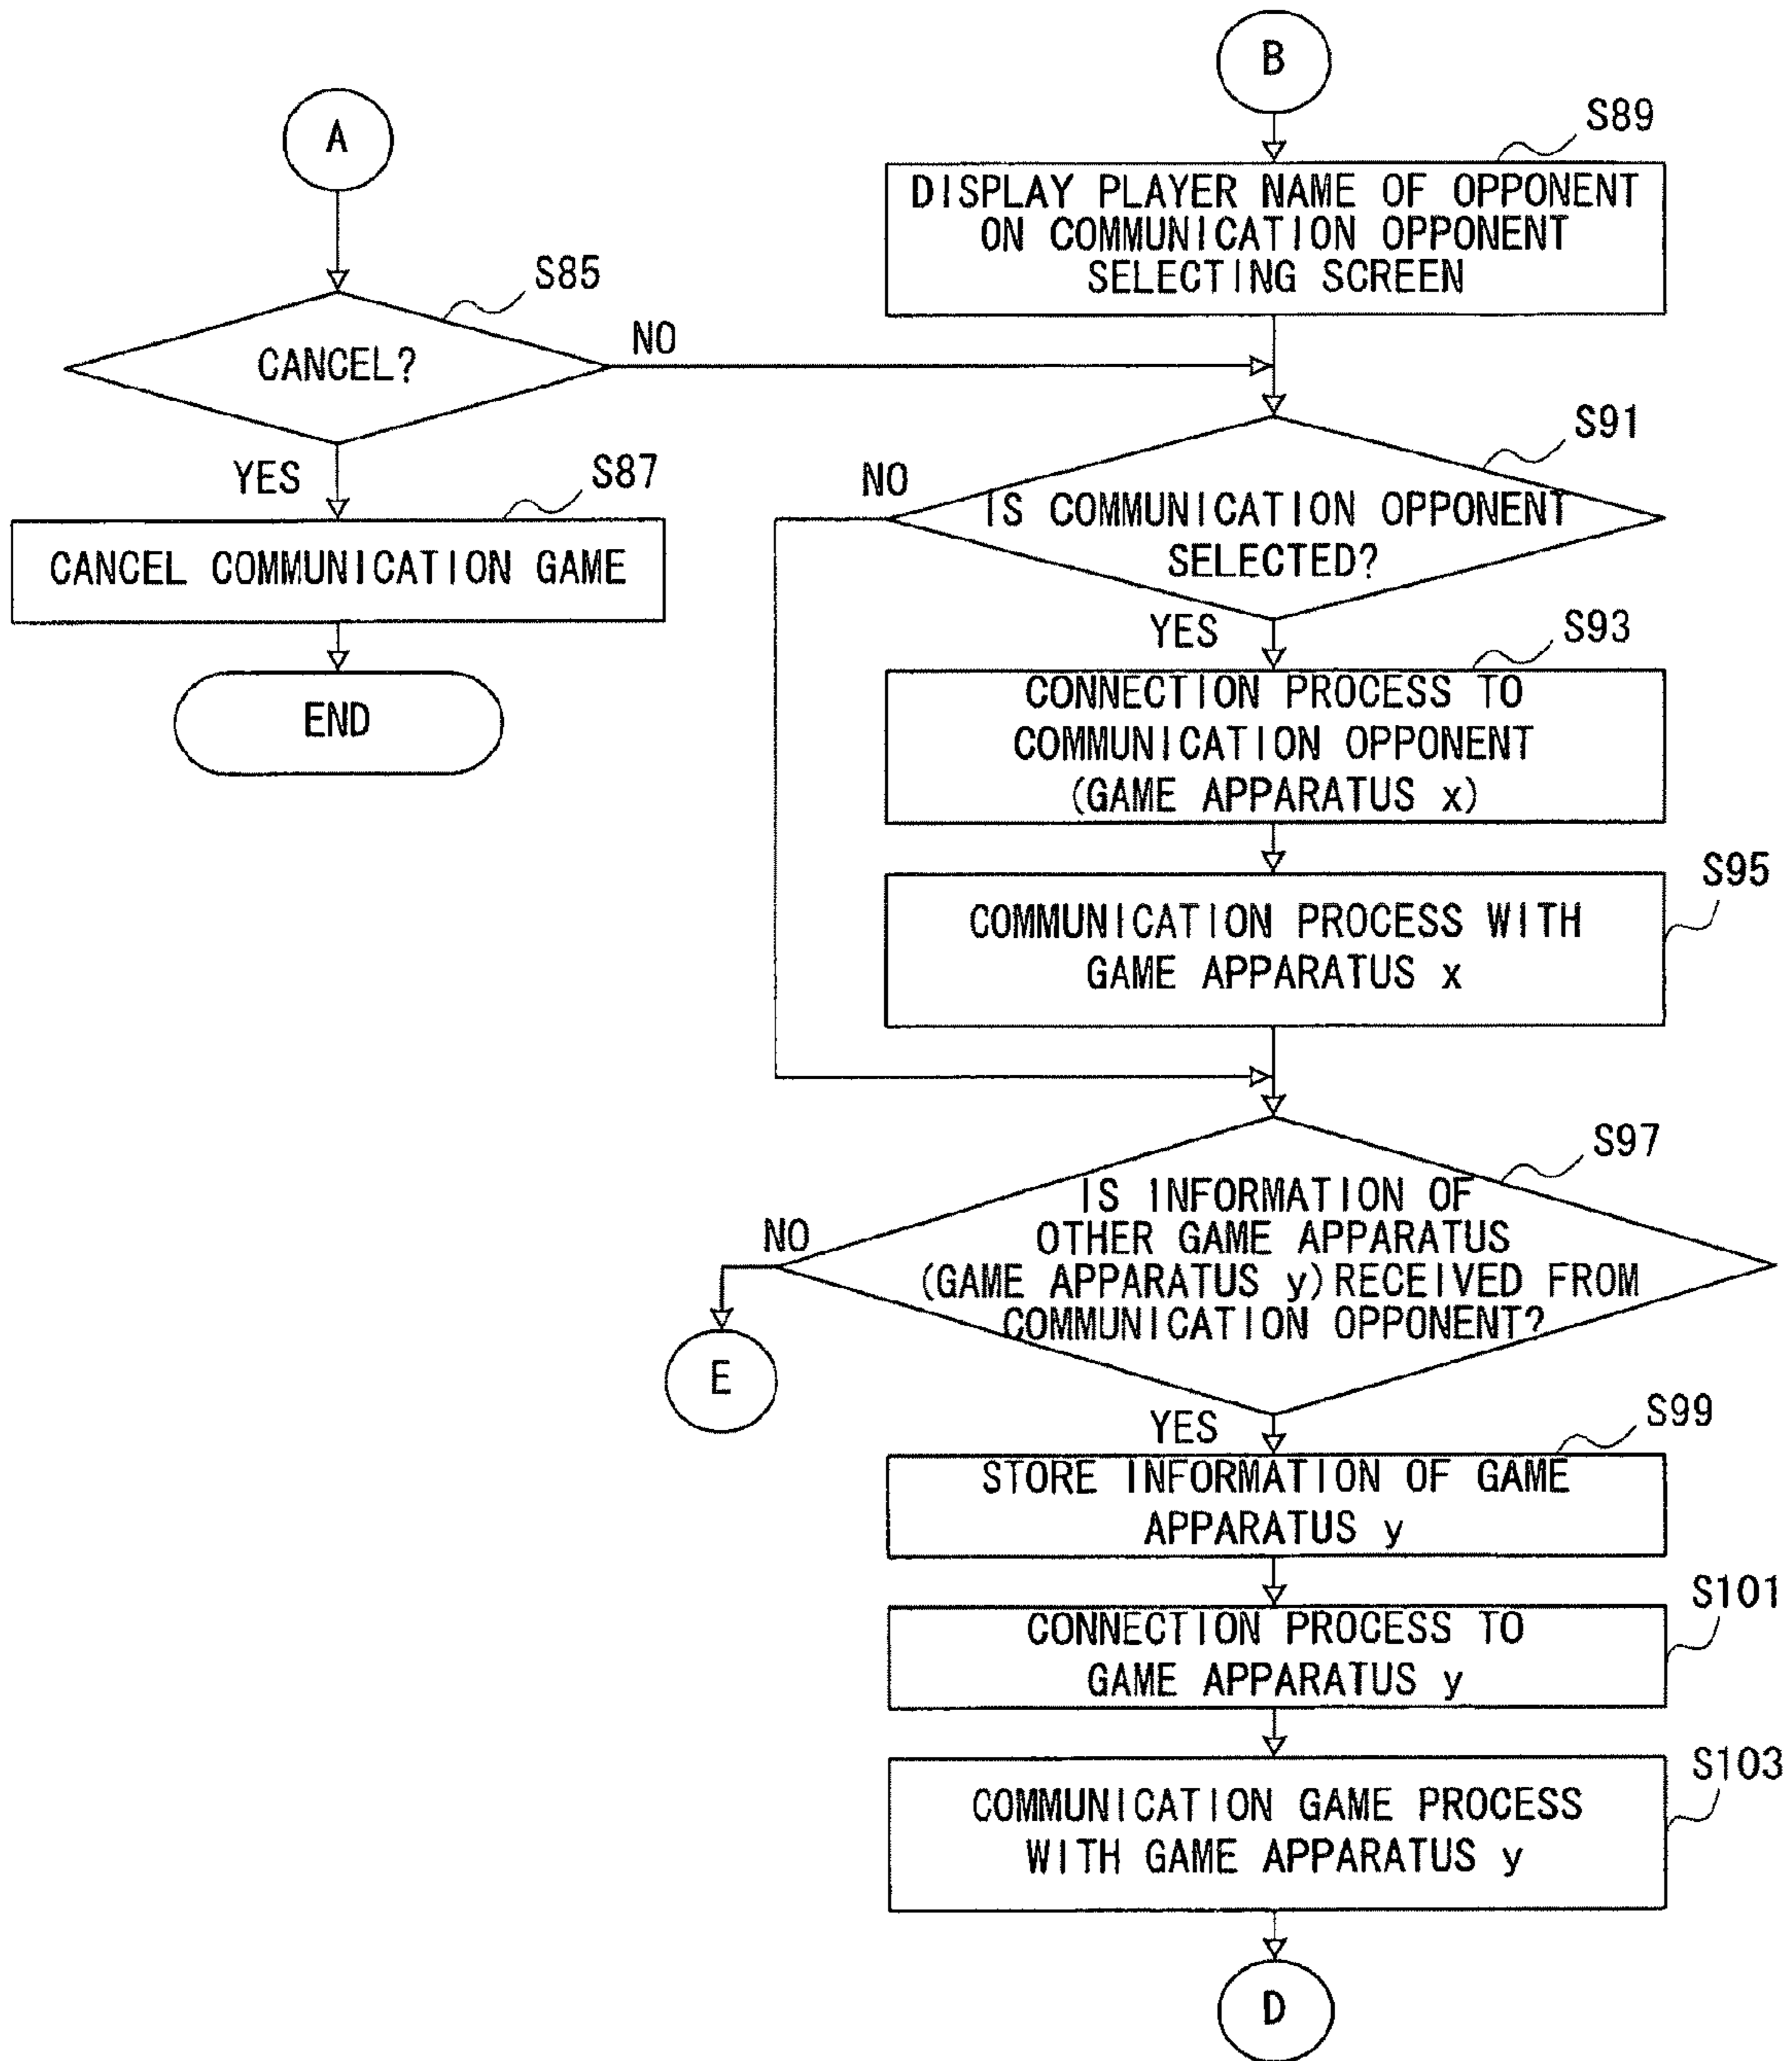 B
S89
DISPLAY PLAYER NAME OF OPPONENT
ON COMMUNICATION OPPONENT
SELECTING SCREEN
A
S85
CANCEL?
NO
YES
S87
CANCEL COMMUNICATION GAME
END
S91
NO
IS COMMUNICATION OPPONENT
SELECTED?
YES
S93
CONNECTION PROCESS TO
COMMUNICATION OPPONENT
(GAME APPARATUS x)
S95
COMMUNICATION PROCESS WITH
GAME APPARATUS x
S97
IS INFORMATION OF
OTHER GAME APPARATUS
(GAME APPARATUS y) RECEIVED FROM
COMMUNICATION OPPONENT?
NO
E
YES
S99
STORE INFORMATION OF GAME
APPARATUS y
S101
CONNECTION PROCESS TO
GAME APPARATUS y
S103
COMMUNICATION GAME PROCESS
WITH GAME APPARATUS y
D